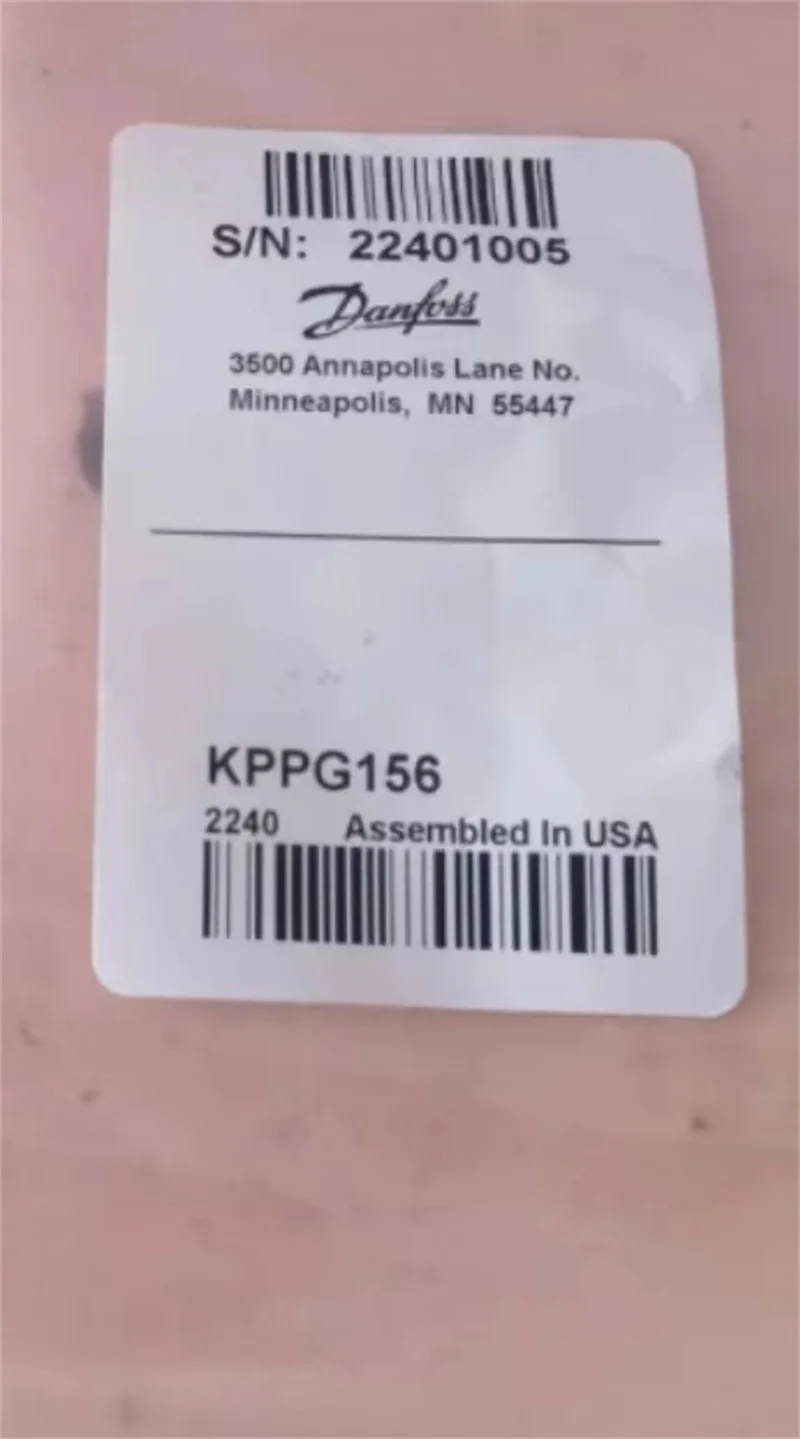 S/N: 22401005
Danfoss
3500 Annapolis Lane No.
Minneapolis, MN 55447
KPPG156
2240 Assembled In USA